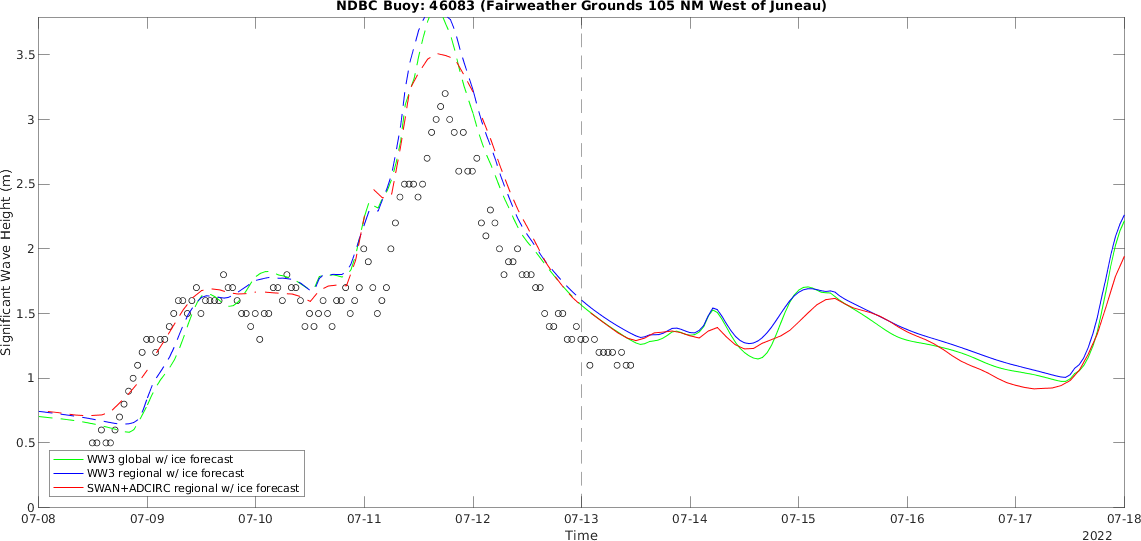 NDBC Buoy: 46083 (Fairweather Grounds 105 NM West of Juneau)
Significant Wave Height (m)
3.5
3
2.5
2
1.5
1
0.5
0
WW3 global w/ ice forecast
WW3 regional w/ ice forecast
SWAN+ADCIRC regional w/ ice forecast
07-08 07-09 07-10 07-11 07-12 07-13 07-14 07-15 07-16 07-17 07-18
Time
2022